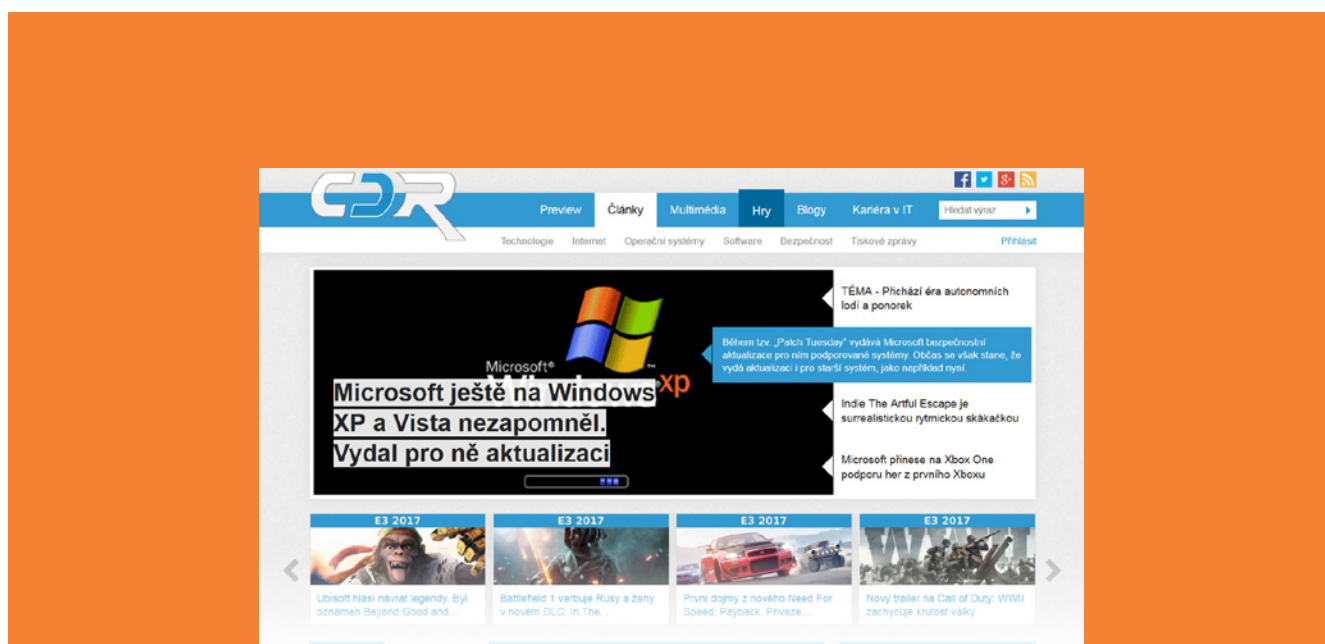 CDR
Preview Články Multimédia Hry Blogy Kariéra v IT Hledat výraz
Technologie Internet Operační systémy Software Bezpečnost Tiskové zprávy Přihlásit
TÉMA - Přichází éra autonomních
lodí a ponorek
Během tzv. „Patch Tuesday" vydává Microsoft bezpečnostní
aktualizace pro ním podporované systémy. Občas se však stane, že
vydá aktualizaci i pro starší systém, jako například nyní.
Microsoft®
xp
Microsoft ještě na Windows
XP a Vista nezapomněl.
Vydal pro ně aktualizaci
Indie The Artful Escape je
surrealistickou rytmickou skákačkou
Microsoft přinese na Xbox One
podporu her z prvního Xboxu
E3 2017 E3 2017 E3 2017 E3 2017
Ubisoft hlásí návrat legendy. Byl
oznámen Beyond Good and...
Battlefield 1 verbuje Rusy a ženy
v novém DLC: In The...
První dojmy z nového Need For
Speed: Payback. Přiveze...
Nový trailer na Call of Duty: WWII
zachycuje krutost války